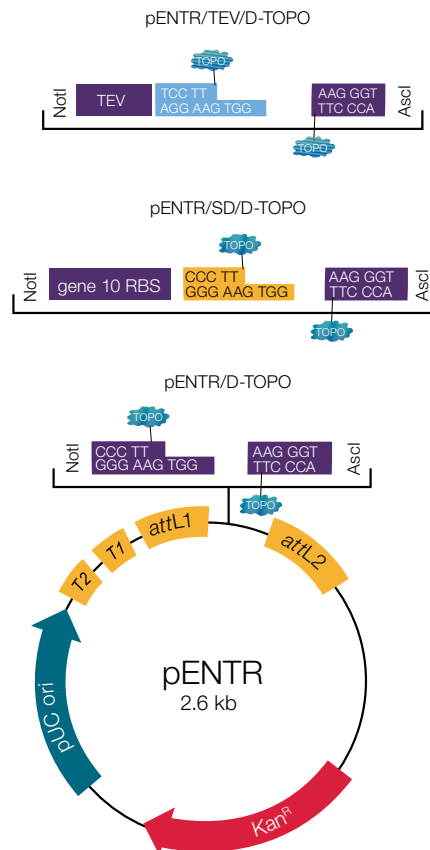 pENTR/TEV/D-TOPO
TOPO
NotI
TEV
TCC TT
AGG AAG TGG
AAG GGT
TTC CCA
AscI
TOPO
pENTR/SD/D-TOPO
TOPO
NotI
gene 10 RBS
CCC TT
GGG AAG TGG
AAG GGT
TTC CCA
AscI
TOPO
pENTR/D-TOPO
TOPO
NotI
CCC TT
GGG AAG TGG
AAG GGT
TTC CCA
AscI
TOPO
T2
T1
attL1
attL2
pUC ori
pENTR
2.6 kb
KanR